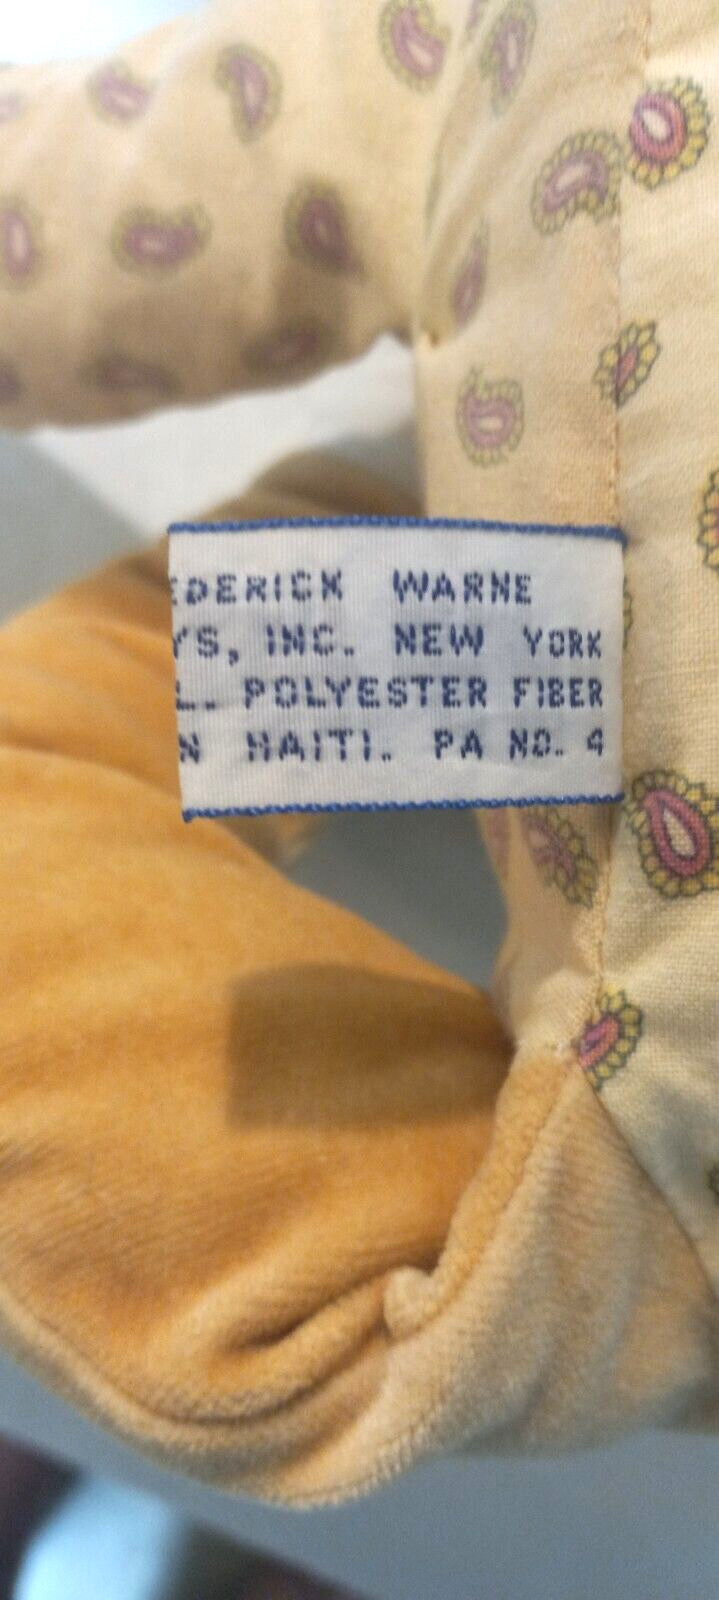 EDERICK WARNE
YS, INC. NEW YORK
L. POLYESTER FIBER
N HAITI. PA NO. 4